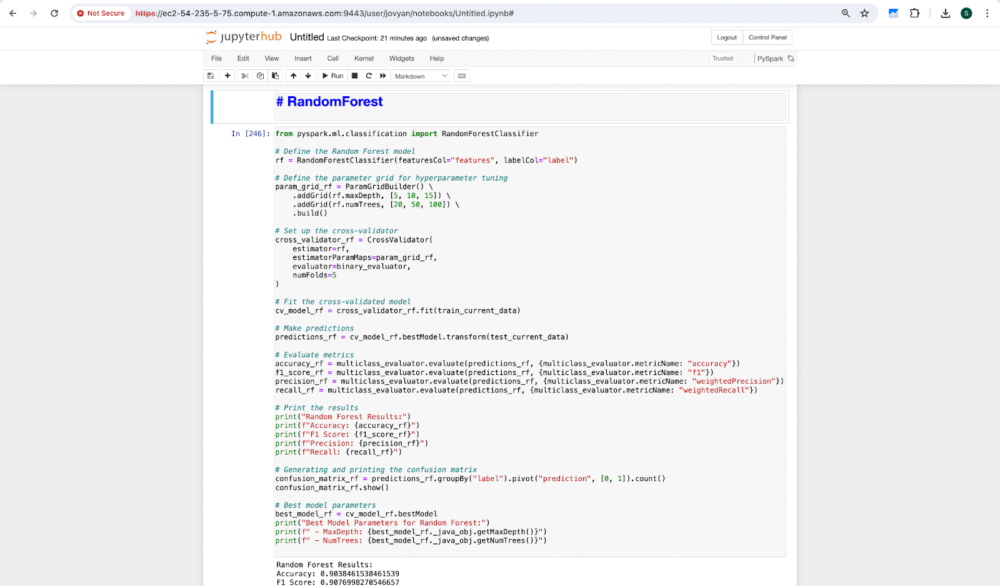 Not Secure https://ec2-54-235-5-75.compute-1.amazonaws.com:9443/user/jovyan/notebooks/Untitled.ipynb# S
jupyterhub Untitled Last Checkpoint: 21 minutes ago (unsaved changes) Logout Control Panel
File Edit View Insert Cell Kernel Widgets Help Trusted PySpark
Run Markdown
# RandomForest
In [246]: from pyspark.ml.classification import RandomForestClassifier
# Define the Random Forest model
rf = RandomForestClassifier(featuresCol="features", labelCol="label")
# Define the parameter grid for hyperparameter tuning
param_grid_rf = ParamGridBuilder() \
    .addGrid(rf.maxDepth, [5, 10, 15]) \
    .addGrid(rf.numTrees, [20, 50, 100]) \
    .build()
# Set up the cross-validator
cross_validator_rf = CrossValidator(
    estimator=rf,
    estimatorParamMaps=param_grid_rf,
    evaluator=binary_evaluator,
    numFolds=5
)
# Fit the cross-validated model
cv_model_rf = cross_validator_rf.fit(train_current_data)
# Make predictions
predictions_rf = cv_model_rf.bestModel.transform(test_current_data)
# Evaluate metrics
accuracy_rf = multiclass_evaluator.evaluate(predictions_rf, {multiclass_evaluator.metricName: "accuracy"})
f1_score_rf = multiclass_evaluator.evaluate(predictions_rf, {multiclass_evaluator.metricName: "f1"})
precision_rf = multiclass_evaluator.evaluate(predictions_rf, {multiclass_evaluator.metricName: "weightedPrecision"})
recall_rf = multiclass_evaluator.evaluate(predictions_rf, {multiclass_evaluator.metricName: "weightedRecall"})
# Print the results
print("Random Forest Results:")
print(f"Accuracy: {accuracy_rf}")
print(f"F1 Score: {f1_score_rf}")
print(f"Precision: {precision_rf}")
print(f"Recall: {recall_rf}")
# Generating and printing the confusion matrix
confusion_matrix_rf = predictions_rf.groupBy("label").pivot("prediction", [0, 1]).count()
confusion_matrix_rf.show()
# Best model parameters
best_model_rf = cv_model_rf.bestModel
print("Best Model Parameters for Random Forest:")
print(f" - MaxDepth: {best_model_rf._java_obj.getMaxDepth()}")
print(f" - NumTrees: {best_model_rf._java_obj.getNumTrees()}")
Random Forest Results:
Accuracy: 0.9038461538461539
F1 Score: 0.9076998270546657